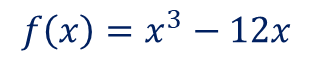 f(x) = x³ − 12x